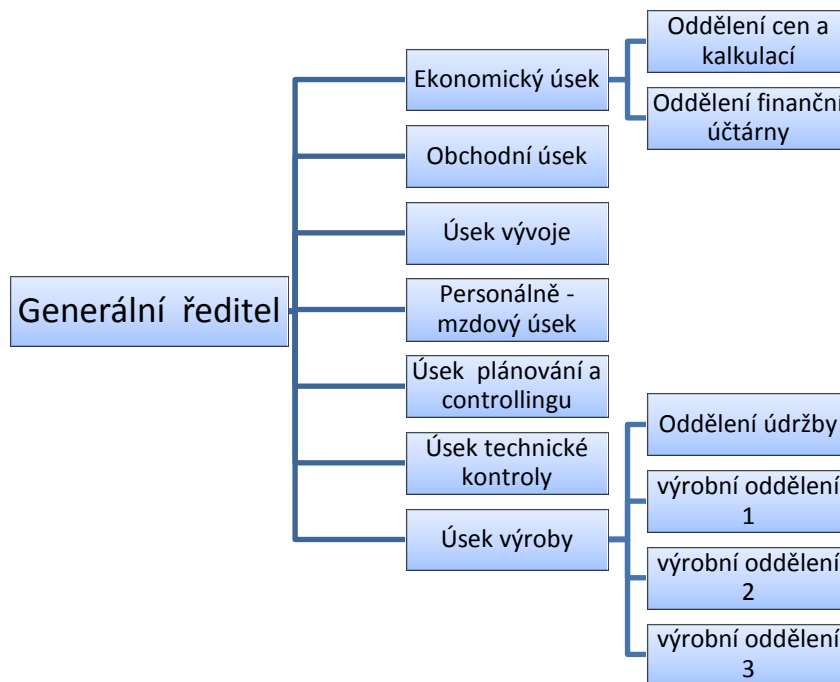 Generální  ředitel
Ekonomický úsek
Oddělení cen a
kalkulací
Oddělení finanční
účtárny
Obchodní úsek
Úsek vývoje
Personálně -
mzdový úsek
Úsek  plánování a
controllingu
Úsek technické
kontroly
Úsek výroby
Oddělení údržby
výrobní oddělení
1
výrobní oddělení
2
výrobní oddělení
3